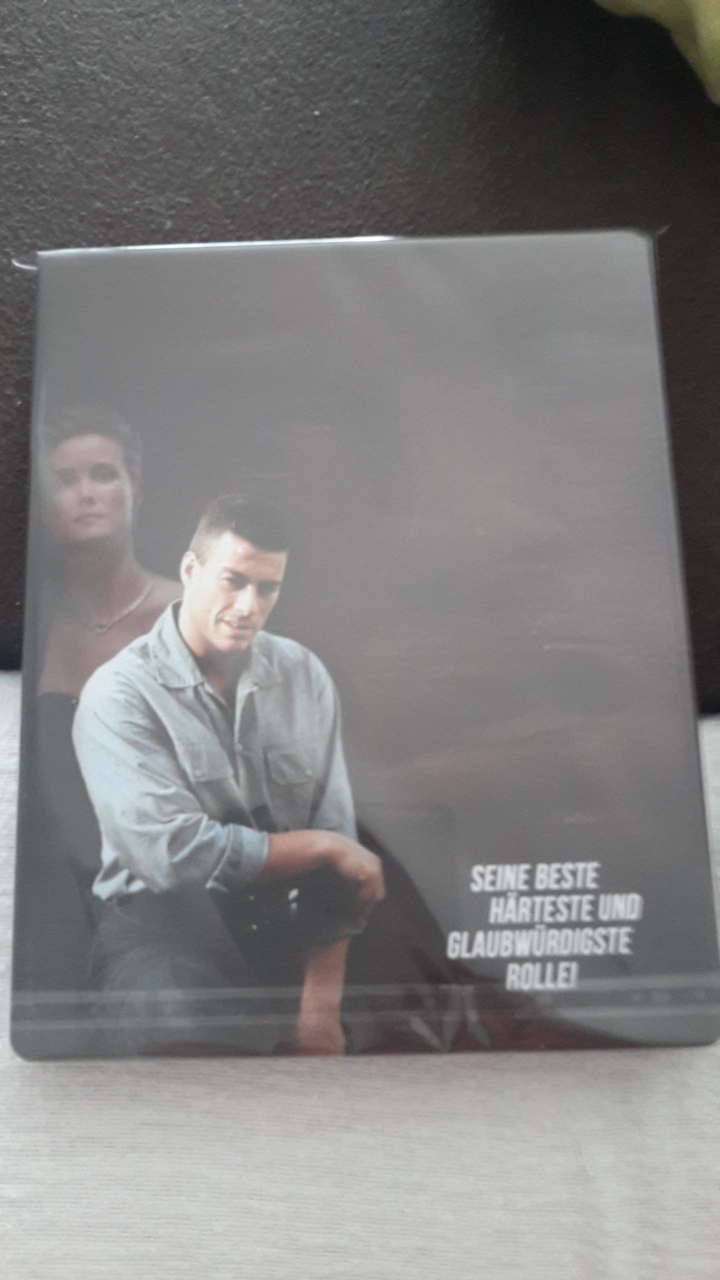 SEINE BESTE
HÄRTESTE UND
GLAUBWÜRDIGSTE
ROLLE!